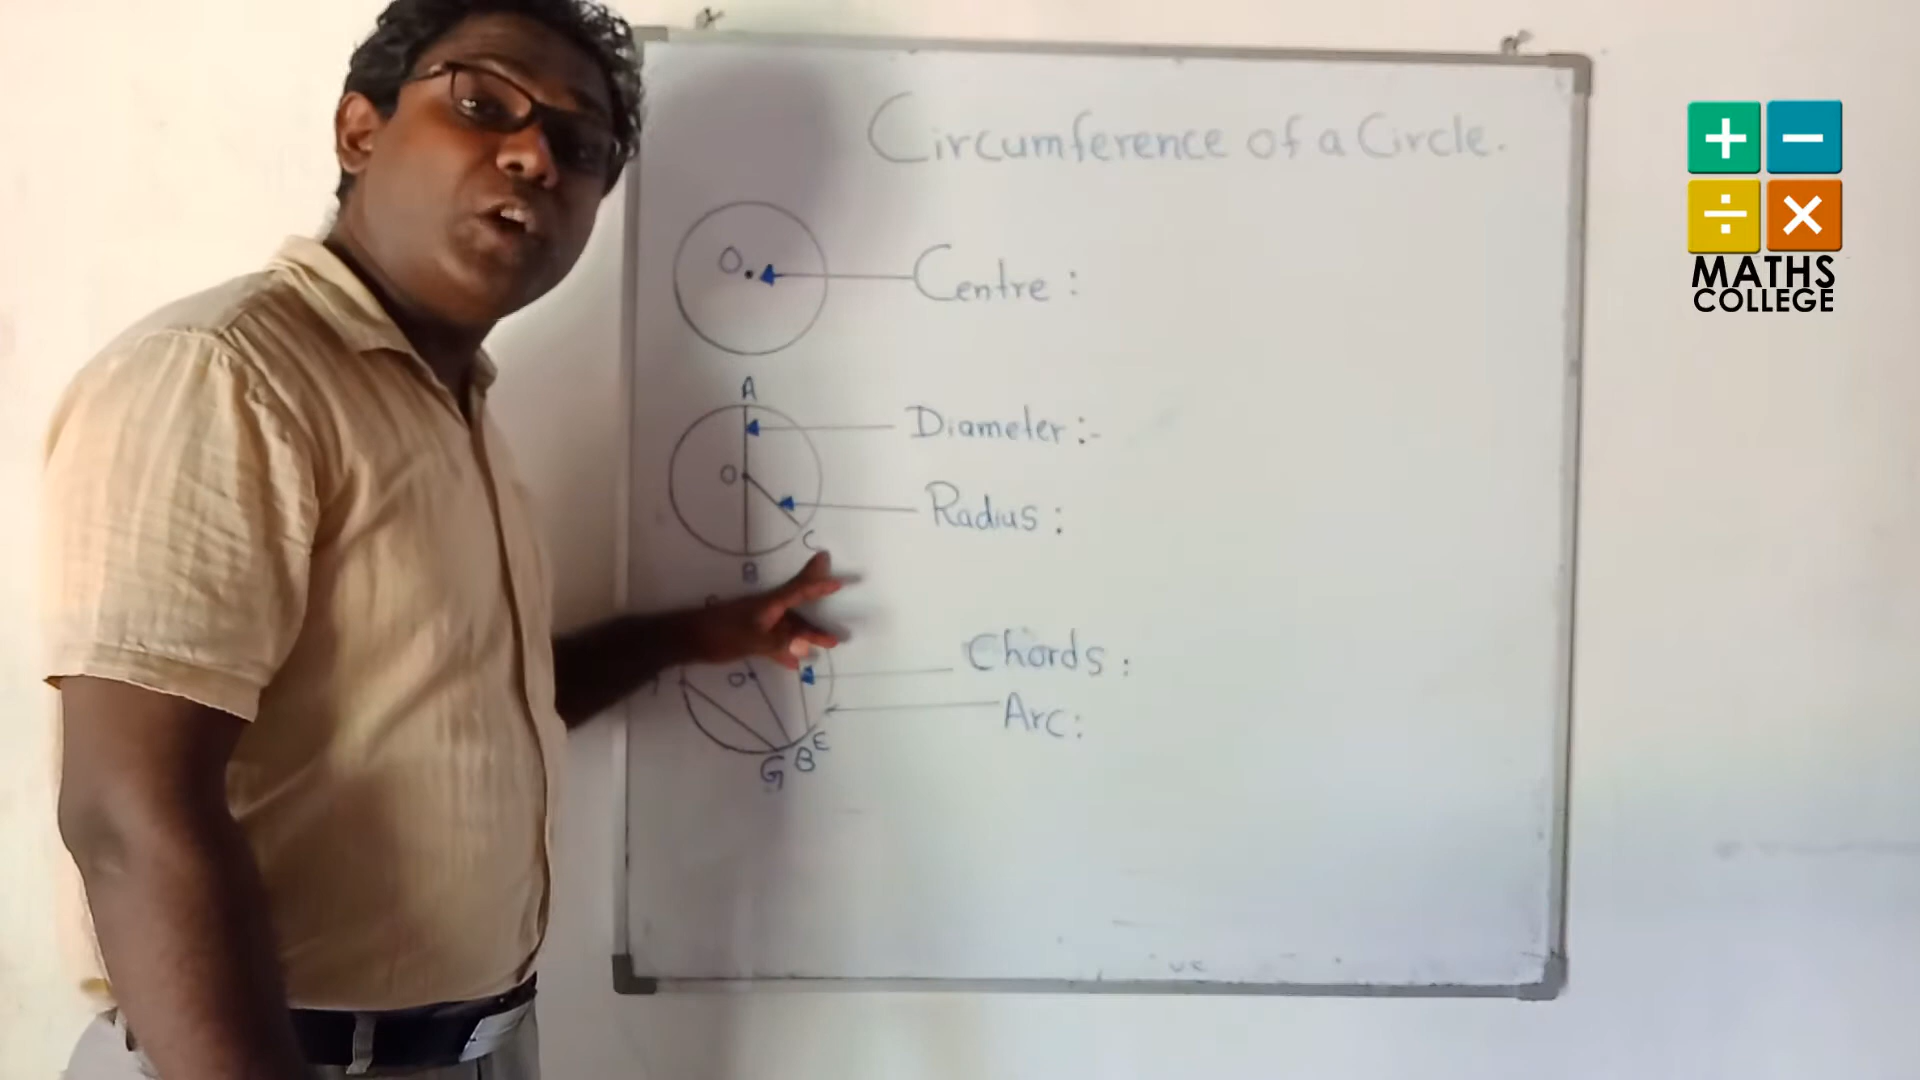 Circumference of a Circle.
O
Centre :
A
Diameter :-
O
Radius :
C
B
Chords :
O
Arc :
E
B
G
+ −
÷ ×
MATHS
COLLEGE